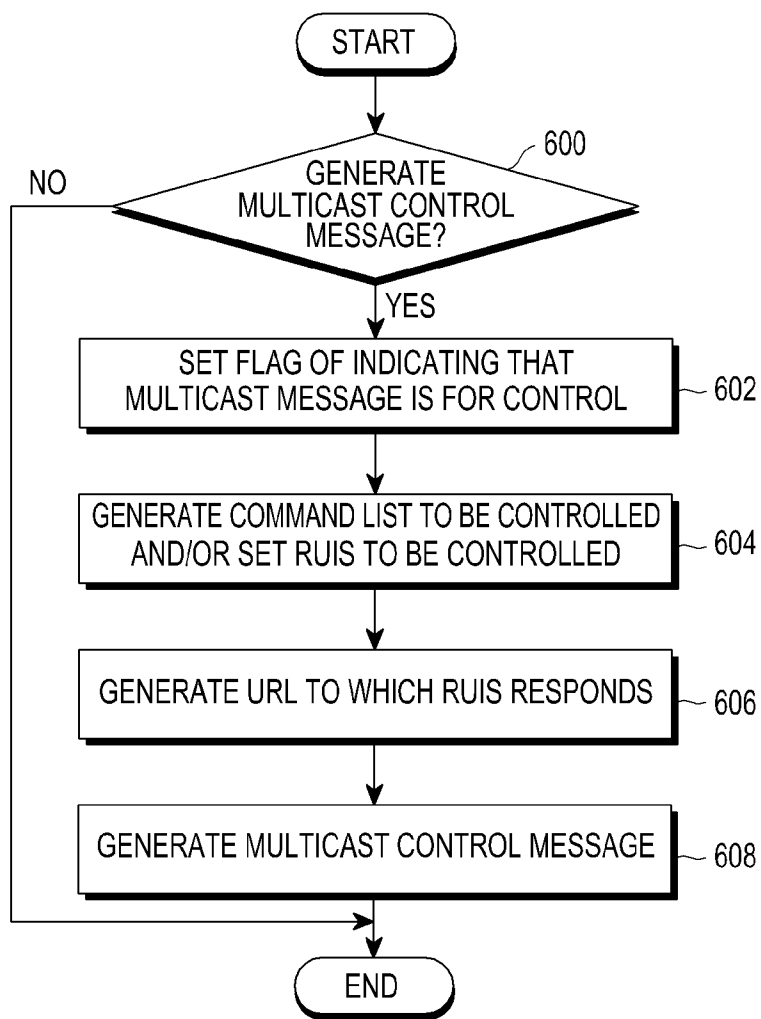 START
600
NO
GENERATE
MULTICAST CONTROL
MESSAGE?
YES
SET FLAG OF INDICATING THAT
MULTICAST MESSAGE IS FOR CONTROL
602
GENERATE COMMAND LIST TO BE CONTROLLED
AND/OR SET RUIS TO BE CONTROLLED
604
GENERATE URL TO WHICH RUIS RESPONDS
606
GENERATE MULTICAST CONTROL MESSAGE
608
END